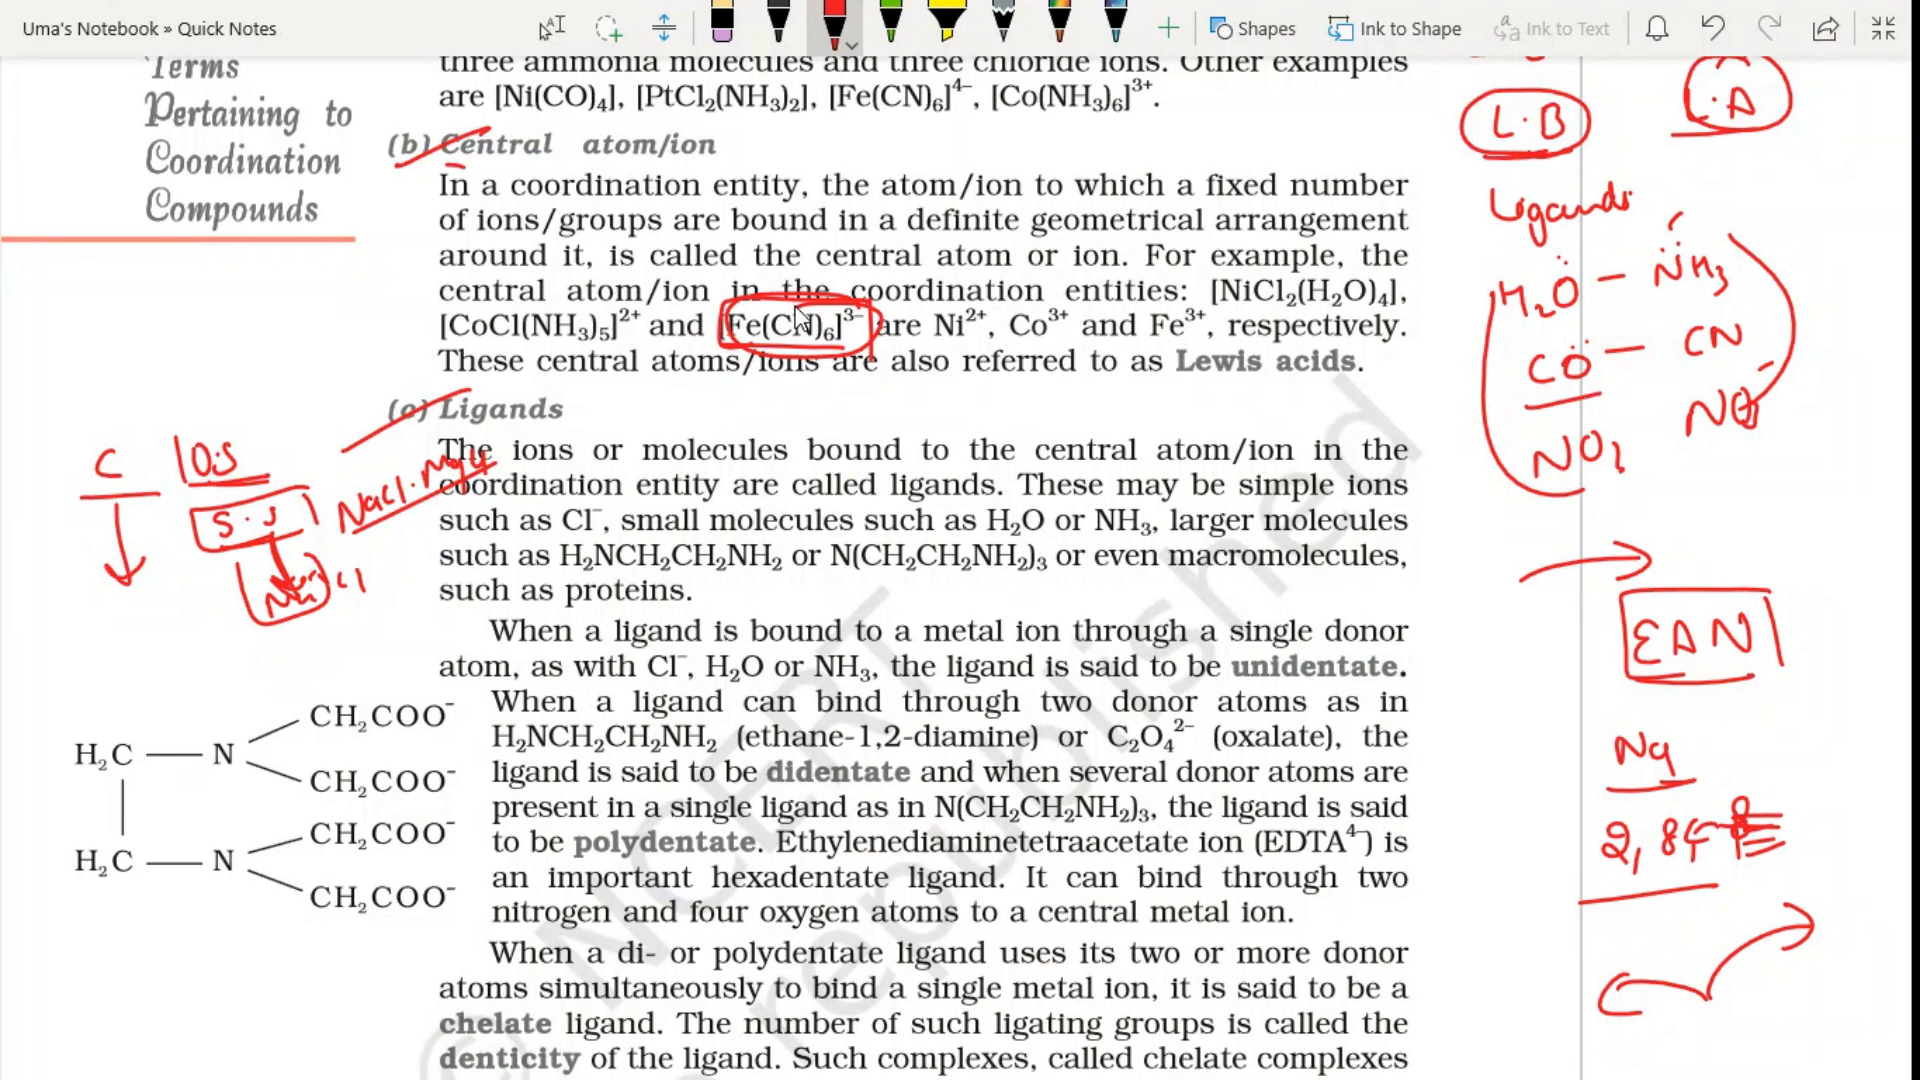 Uma's Notebook » Quick Notes
Shapes
Ink to Shape
Ink to Text
Terms
Pertaining to
Coordination
Compounds
three ammonia molecules and three chloride ions. Other examples
are [Ni(CO)₄], [PtCl₂(NH₃)₂], [Fe(CN)₆]⁴⁻, [Co(NH₃)₆]³⁺.
(b) Central atom/ion
In a coordination entity, the atom/ion to which a fixed number
of ions/groups are bound in a definite geometrical arrangement
around it, is called the central atom or ion. For example, the
central atom/ion in the coordination entities: [NiCl₂(H₂O)₄],
[CoCl(NH₃)₅]²⁺ and [Fe(CN)₆]³⁻ are Ni²⁺, Co³⁺ and Fe³⁺, respectively.
These central atoms/ions are also referred to as Lewis acids.
(c) Ligands
The ions or molecules bound to the central atom/ion in the
coordination entity are called ligands. These may be simple ions
such as Cl⁻, small molecules such as H₂O or NH₃, larger molecules
such as H₂NCH₂CH₂NH₂ or N(CH₂CH₂NH₂)₃ or even macromolecules,
such as proteins.
When a ligand is bound to a metal ion through a single donor
atom, as with Cl⁻, H₂O or NH₃, the ligand is said to be unidentate.
When a ligand can bind through two donor atoms as in
H₂NCH₂CH₂NH₂ (ethane-1,2-diamine) or C₂O₄²⁻ (oxalate), the
ligand is said to be didentate and when several donor atoms are
present in a single ligand as in N(CH₂CH₂NH₂)₃, the ligand is said
to be polydentate. Ethylenediaminetetraacetate ion (EDTA⁴⁻) is
an important hexadentate ligand. It can bind through two
nitrogen and four oxygen atoms to a central metal ion.
When a di- or polydentate ligand uses its two or more donor
atoms simultaneously to bind a single metal ion, it is said to be a
chelate ligand. The number of such ligating groups is called the
denticity of the ligand. Such complexes, called chelate complexes
H₂C — N
CH₂COO⁻
CH₂COO⁻
H₂C — N
CH₂COO⁻
CH₂COO⁻
© NCERT
republished
C
S.S
L.B
L.A
Ligands
H₂O — NH₃
CO — CN
NO₂
EAN
Na